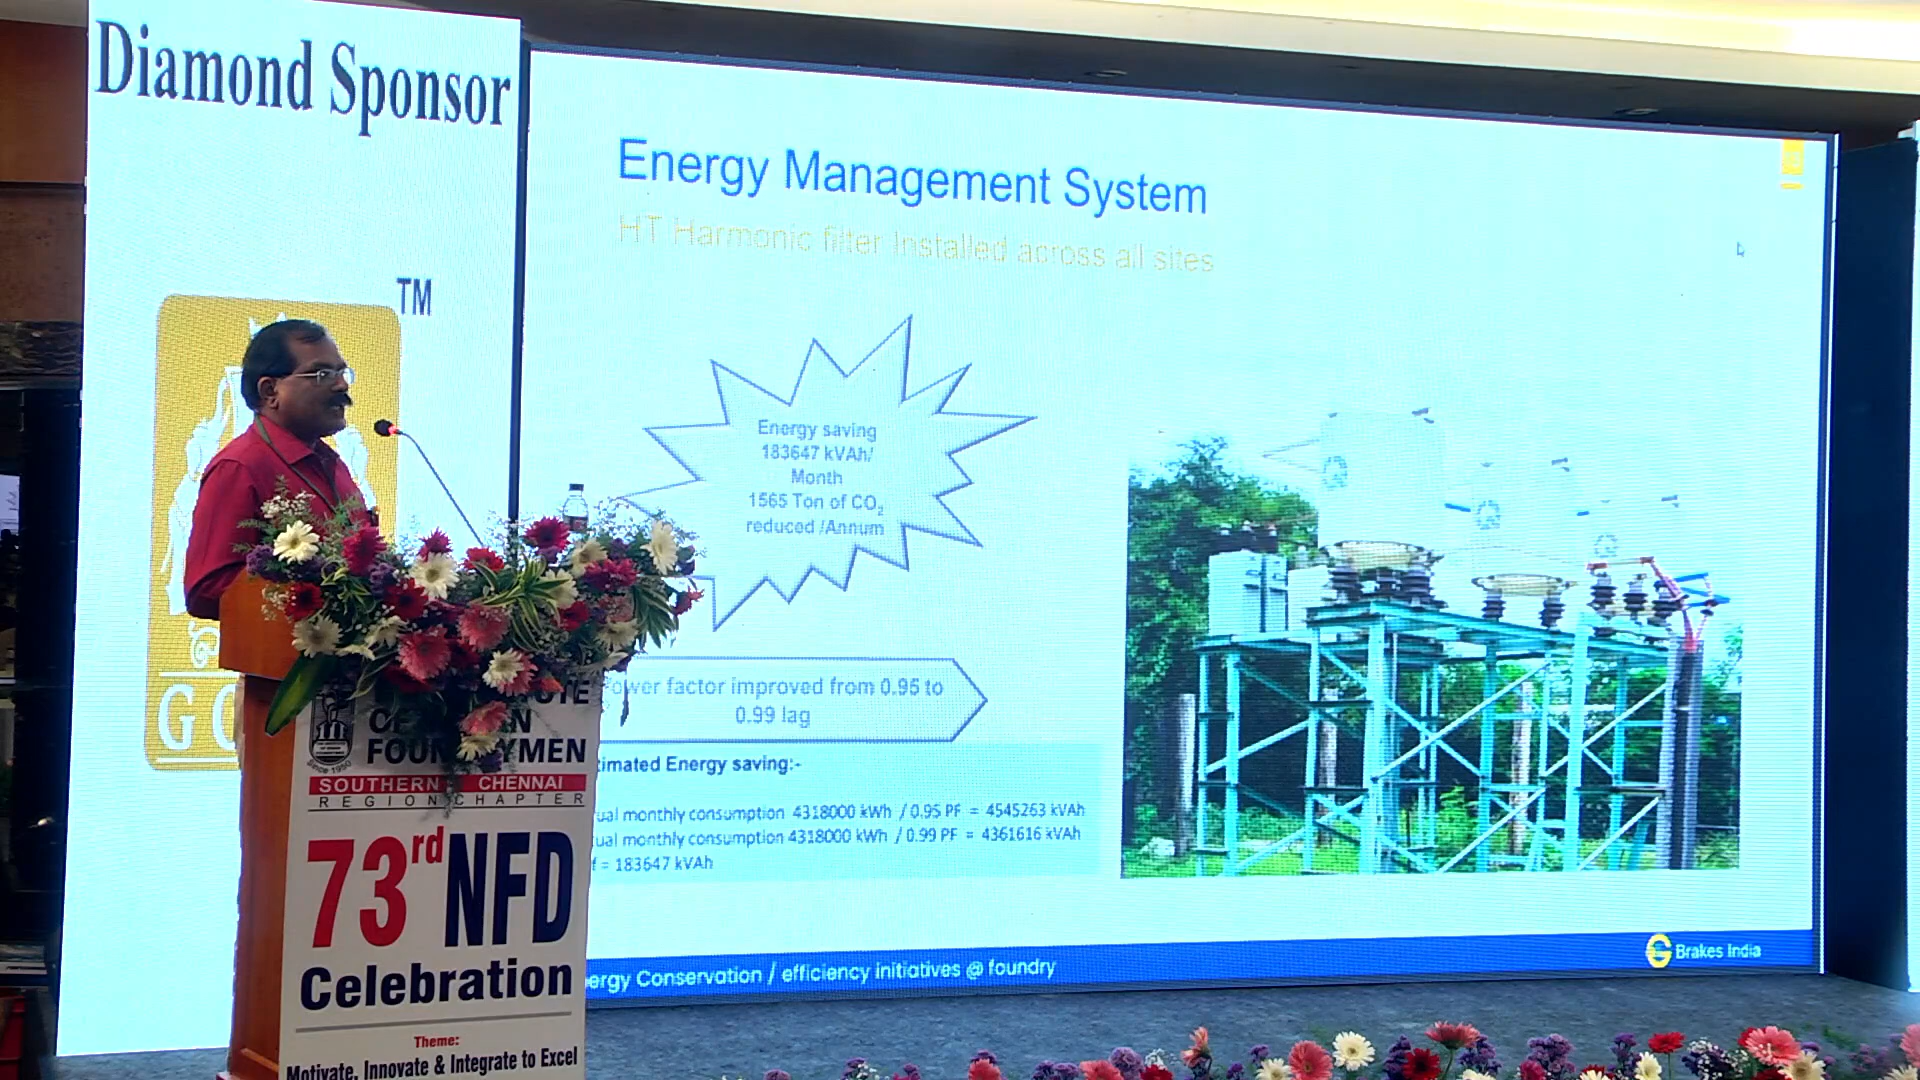 Diamond Sponsor
TM
Energy Management System
HT Harmonic filter Installed across all sites
Energy saving
183647 kVAh/
Month
1565 Ton of CO₂
reduced /Annum
ower factor improved from 0.95 to
0.99 lag
timated Energy saving:-
ual monthly consumption 4318000 kWh / 0.95 PF = 4545263 kVAh
ual monthly consumption 4318000 kWh / 0.99 PF = 4361616 kVAh
f = 183647 kVAh
ergy Conservation / efficiency initiatives @ foundry
Brakes India
Since 1950
SOUTHERN CHENNAI
REGION CHAPTER
73rd NFD
Celebration
Theme:
Motivate, Innovate & Integrate to Excel